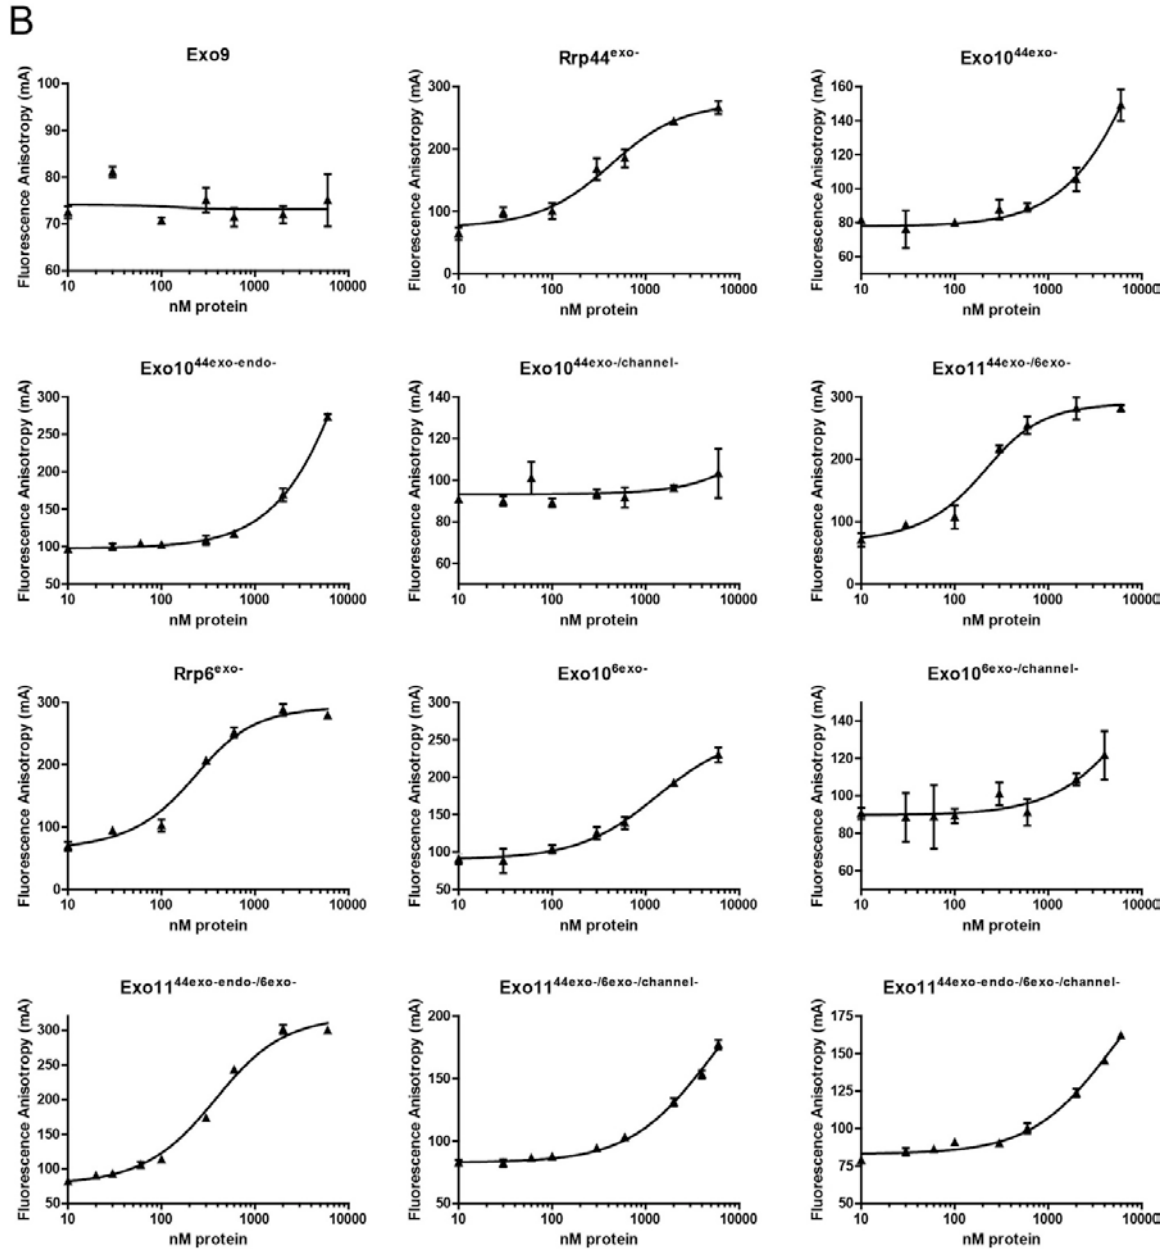 B
Exo9
Fluorescence Anisotropy (mA)
100
90
80
70
60
10 100 1000 10000
nM protein
Rrp44exo-
Fluorescence Anisotropy (mA)
300
200
100
0
10 100 1000 10000
nM protein
Exo1044exo-
Fluorescence Anisotropy (mA)
160
140
120
100
80
60
10 100 1000 10000
nM protein
Exo1044exo-endo-
Fluorescence Anisotropy (mA)
300
250
200
150
100
50
10 100 1000 10000
nM protein
Exo1044exo-/channel-
Fluorescence Anisotropy (mA)
140
120
100
80
60
10 100 1000 10000
nM protein
Exo1144exo-/6exo-
Fluorescence Anisotropy (mA)
300
200
100
0
10 100 1000 10000
nM protein
Rrp6exo-
Fluorescence Anisotropy (mA)
300
200
100
0
10 100 1000 10000
nM protein
Exo106exo-
Fluorescence Anisotropy (mA)
300
250
200
150
100
50
10 100 1000 10000
nM protein
Exo106exo-/channel-
Fluorescence Anisotropy (mA)
140
120
100
80
60
10 100 1000 10000
nM protein
Exo1144exo-endo-/6exo-
Fluorescence Anisotropy (mA)
300
250
200
150
100
50
10 100 1000 10000
nM protein
Exo1144exo-/6exo-/channel-
Fluorescence Anisotropy (mA)
200
150
100
50
10 100 1000 10000
nM protein
Exo1144exo-endo-/6exo-/channel-
Fluorescence Anisotropy (mA)
175
150
125
100
75
50
10 100 1000 10000
nM protein